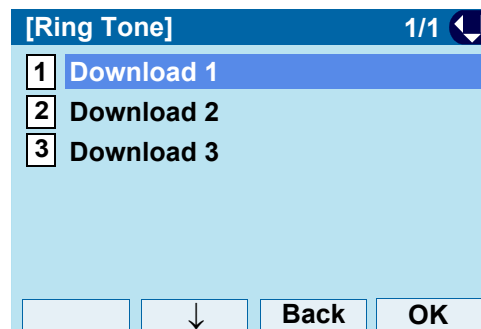 [Ring Tone] 1/1
1 Download 1
2 Download 2
3 Download 3
↓ Back OK